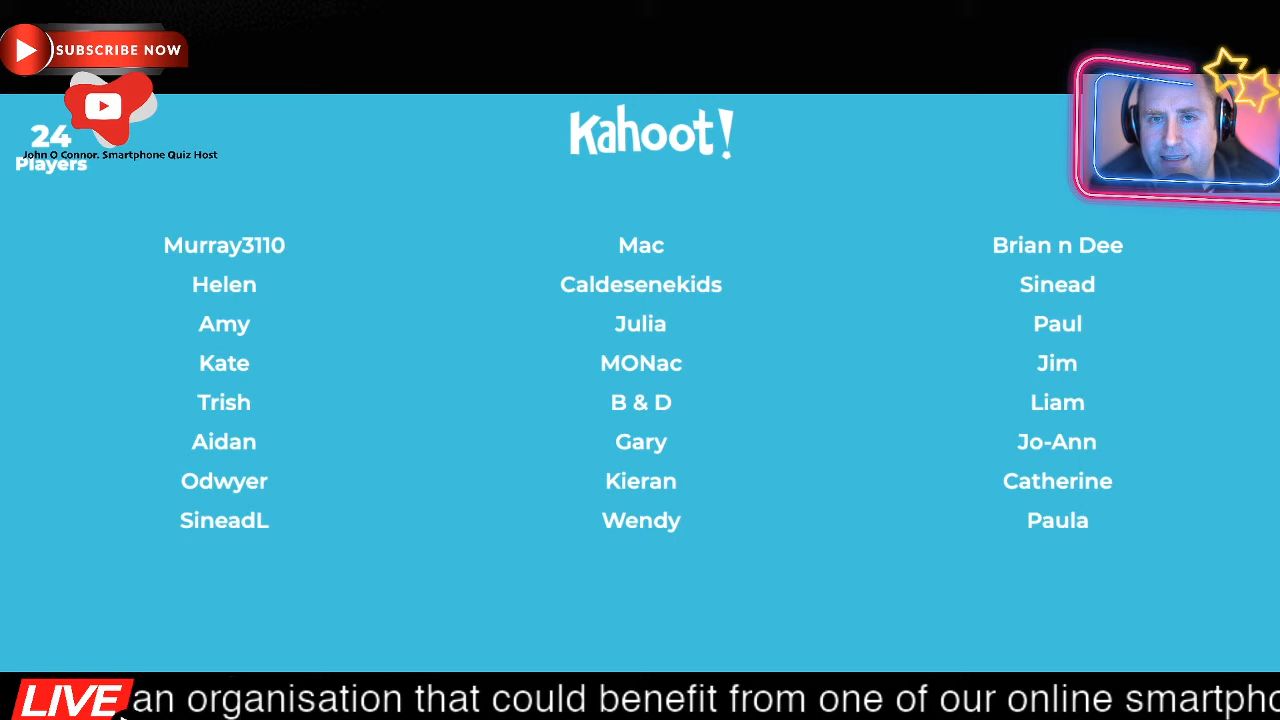 SUBSCRIBE NOW
24
John O Connor. Smartphone Quiz Host
Players
Kahoot!
Murray3110
Mac
Brian n Dee
Helen
Caldesenekids
Sinead
Amy
Julia
Paul
Kate
MONac
Jim
Trish
B & D
Liam
Aidan
Gary
Jo-Ann
Odwyer
Kieran
Catherine
SineadL
Wendy
Paula
LIVE
an organisation that could benefit from one of our online smartpho